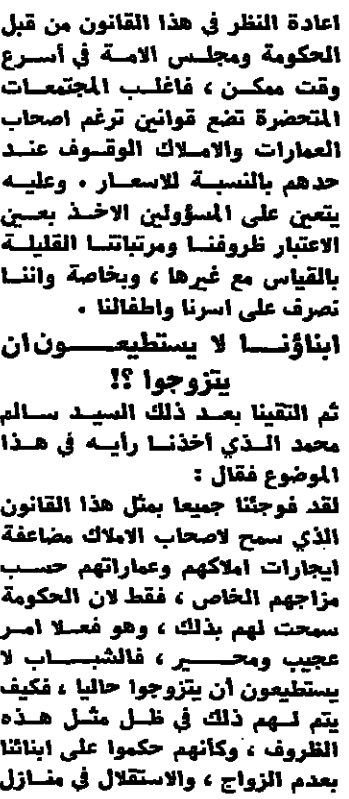 اعادة النظر في هذا القانون من قبل
الحكومة ومجلس الامة في أسرع
وقت ممكن ، فاغلب المجتمعات
المتحضرة تضع قوانين ترغم اصحاب
العمارات والاملاك الوقوف عند
حدهم بالنسبة للاسعار . وعليه
يتعين على المسؤولين الاخذ بعين
الاعتبار ظروفنا ومرتباتنا القليلة
بالقياس مع غيرها ، وبخاصة واننا
نصرف على اسرنا واطفالنا .
ابناؤنا لا يستطيعون ان
يتزوجوا ؟!
ثم التقينا بعد ذلك السيد سالم
محمد الذي أخذنا رأيه في هذا
الموضوع فقال :
لقد فوجئنا جميعا بمثل هذا القانون
الذي سمح لاصحاب الاملاك مضاعفة
ايجارات املاكهم وعماراتهم حسب
مزاجهم الخاص ، فقط لان الحكومة
سمحت لهم بذلك ، وهو فعلا امر
عجيب ومحير ، فالشباب لا
يستطيعون أن يتزوجوا حاليا ، فكيف
يتم لهم ذلك في ظل مثل هذه
الظروف ، وكأنهم حكموا على ابنائنا
بعدم الزواج ، والاستقلال في منازل